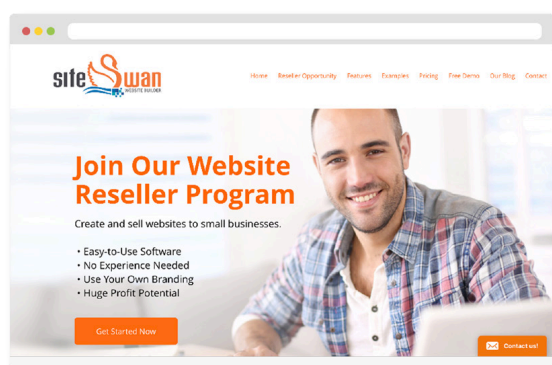 siteSwan
WEBSITE BUILDER
Home Reseller Opportunity Features Examples Pricing Free Demo Our Blog Contact
Join Our Website
Reseller Program
Create and sell websites to small businesses.
• Easy-to-Use Software
• No Experience Needed
• Use Your Own Branding
• Huge Profit Potential
Get Started Now
Contact us!